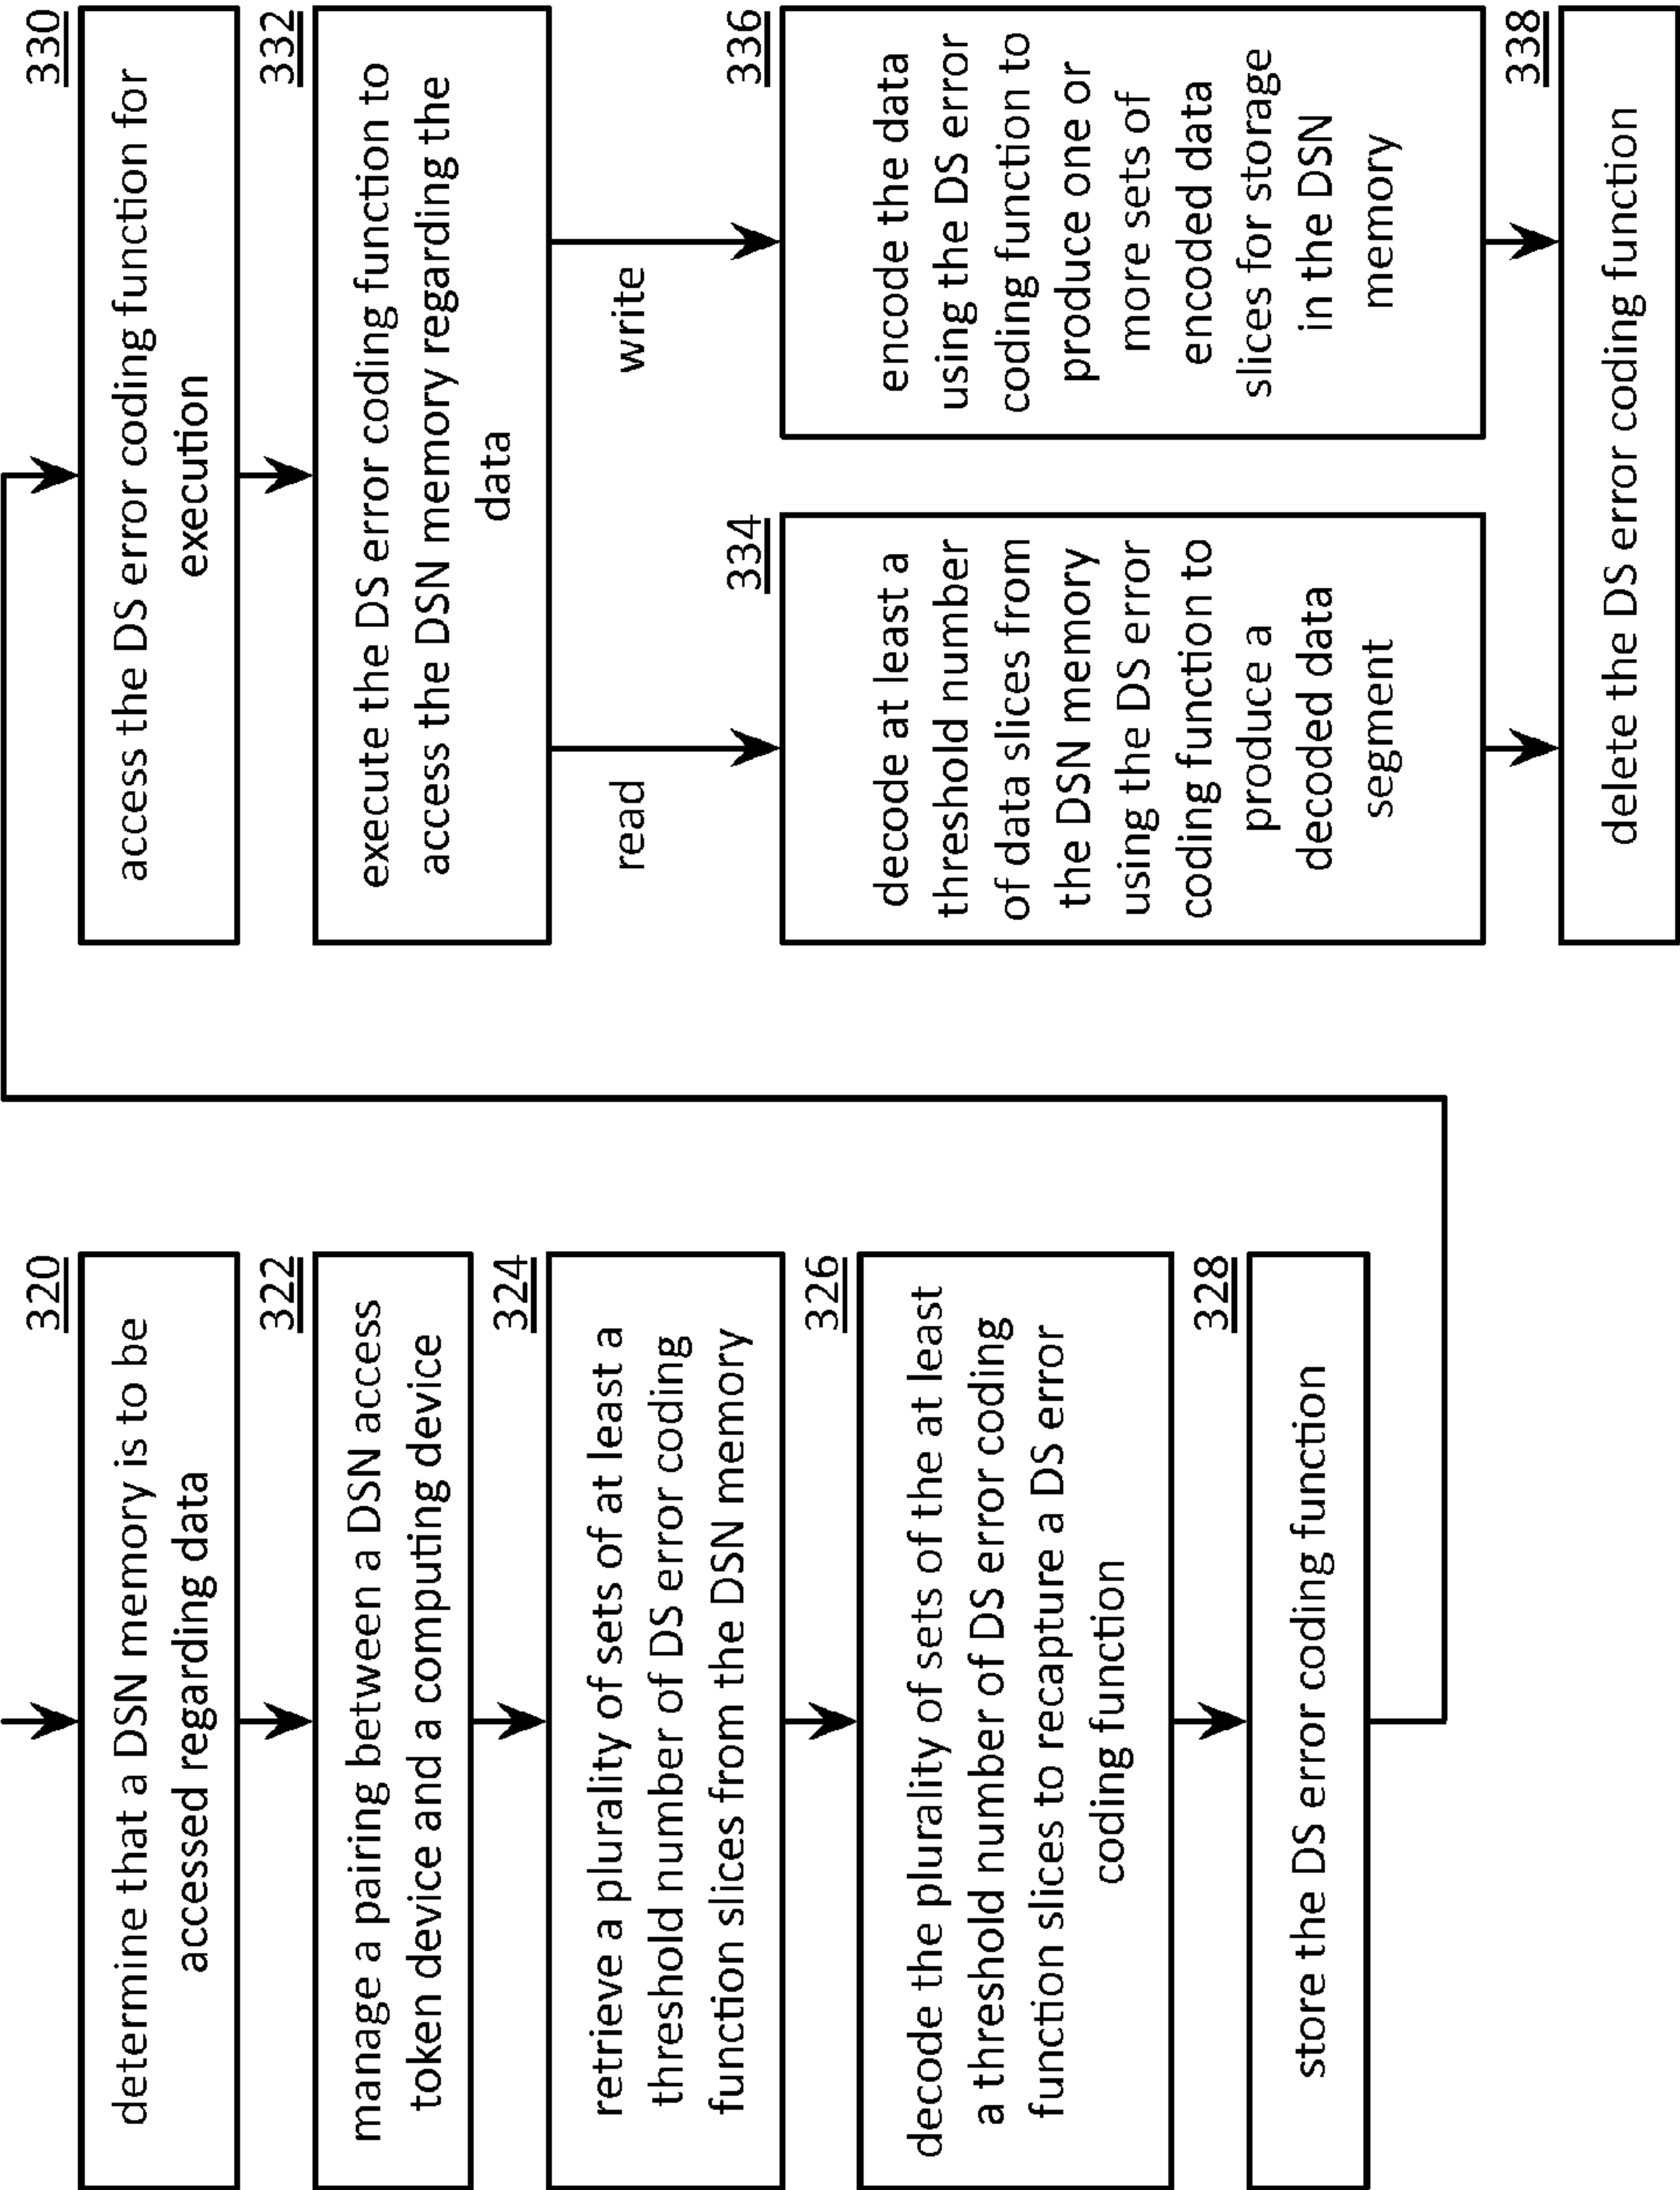 320
determine that a DSN memory is to be
accessed regarding data
322
manage a pairing between a DSN access
token device and a computing device
324
retrieve a plurality of sets of at least a
threshold number of DS error coding
function slices from the DSN memory
326
decode the plurality of sets of the at least
a threshold number of DS error coding
function slices to recapture a DS error
coding function
328
store the DS error coding function
330
access the DS error coding function for
execution
332
execute the DS error coding function to
access the DSN memory regarding the
data
read
write
334
decode at least a
threshold number
of data slices from
the DSN memory
using the DS error
coding function to
produce a
decoded data
segment
336
encode the data
using the DS error
coding function to
produce one or
more sets of
encoded data
slices for storage
in the DSN
memory
338
delete the DS error coding function